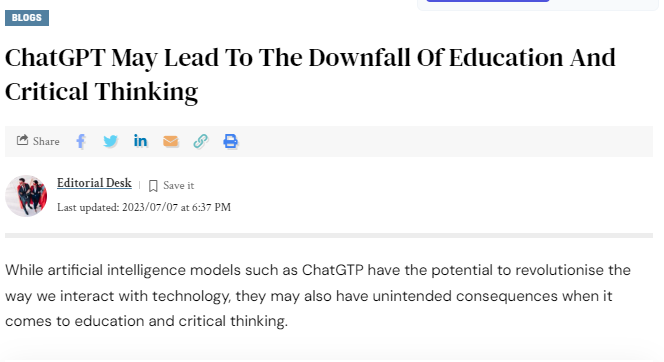 BLOGS
ChatGPT May Lead To The Downfall Of Education And
Critical Thinking
Share
Editorial Desk | Save it
Last updated: 2023/07/07 at 6:37 PM
While artificial intelligence models such as ChatGTP have the potential to revolutionise the
way we interact with technology, they may also have unintended consequences when it
comes to education and critical thinking.